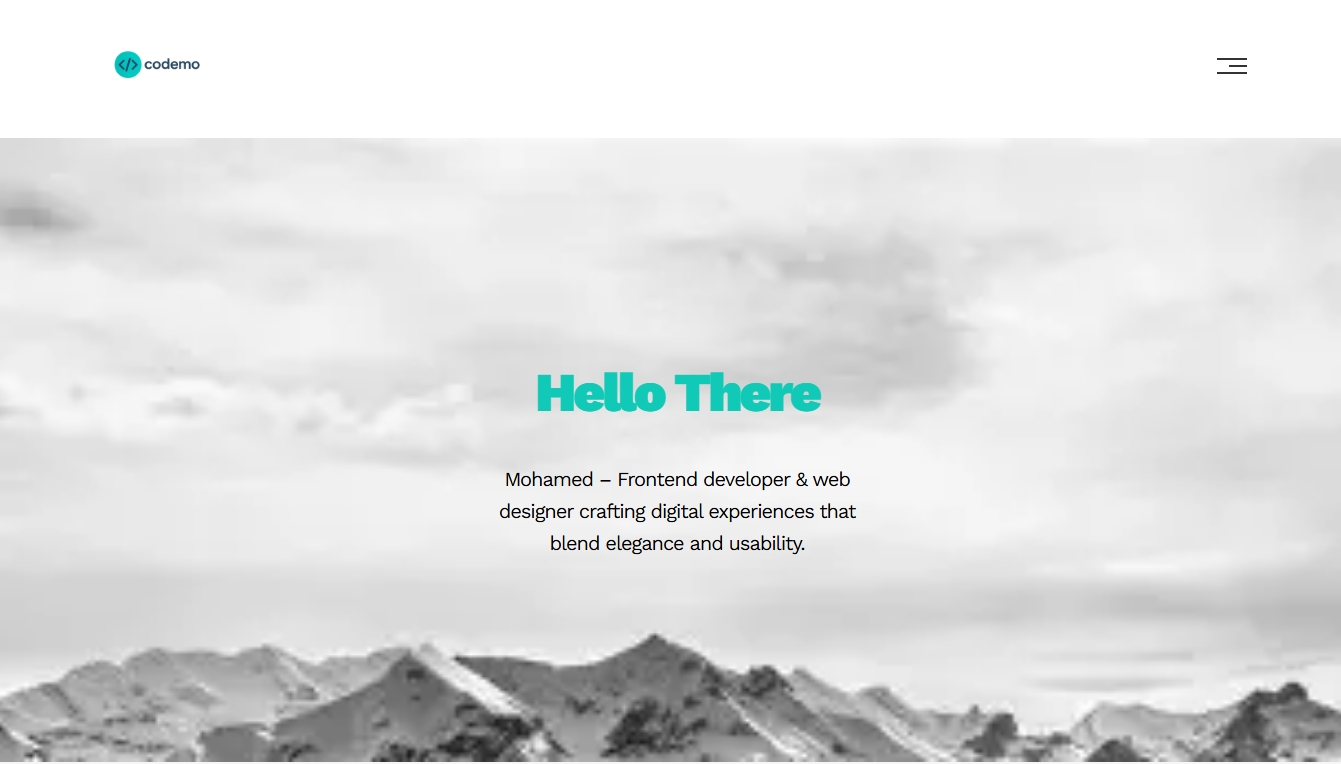 </> codemo
Hello There
Mohamed – Frontend developer & web
designer crafting digital experiences that
blend elegance and usability.